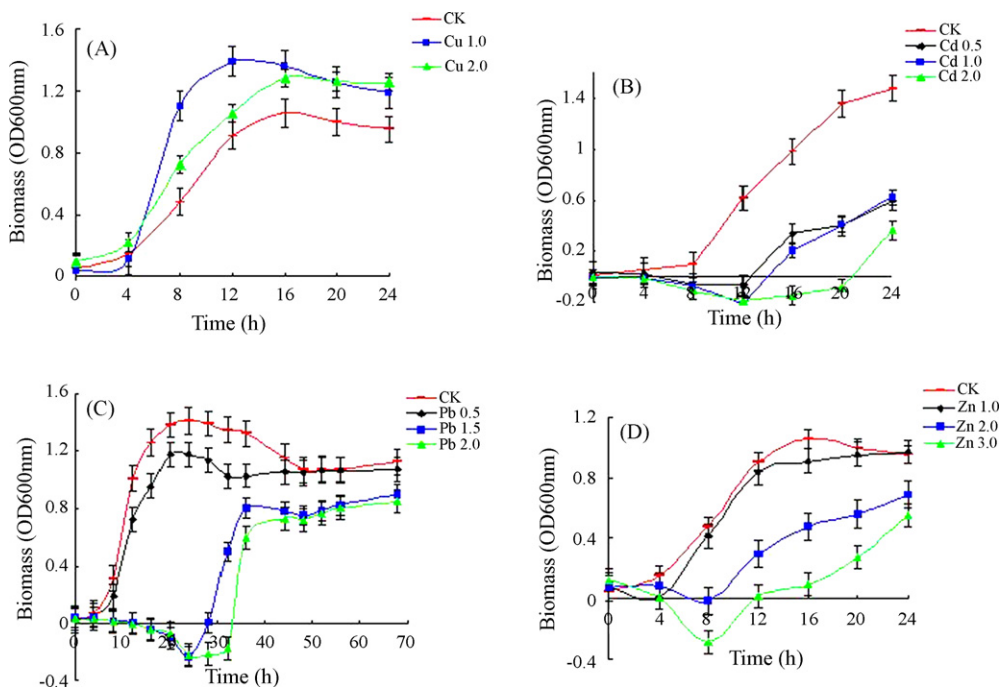 (A)
CK
Cu 1.0
Cu 2.0
Biomass (OD600nm)
1.6
1.2
0.8
0.4
0
0 4 8 12 16 20 24
Time (h)
(B)
CK
Cd 0.5
Cd 1.0
Cd 2.0
Biomass (OD600nm)
1.4
1
0.6
0.2
-0.2
0 4 8 12 16 20 24
Time (h)
(C)
CK
Pb 0.5
Pb 1.5
Pb 2.0
Biomass (OD600nm)
1.6
1.2
0.8
0.4
0
-0.4
0 10 20 30 40 50 60 70
Time (h)
(D)
CK
Zn 1.0
Zn 2.0
Zn 3.0
Biomass (OD600nm)
1.2
0.8
0.4
0
-0.4
0 4 8 12 16 20 24
Time (h)